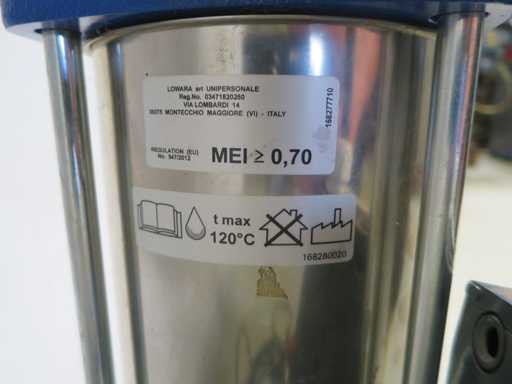 LOWARA srl UNIPERSONALE
Reg.No. 03471820260
VIA LOMBARDI 14
36075 MONTECCHIO MAGGIORE (VI) - ITALY
168277710
REGULATION (EU)
No. 547/2012
MEI ≥ 0,70
t max
120°C
168280020